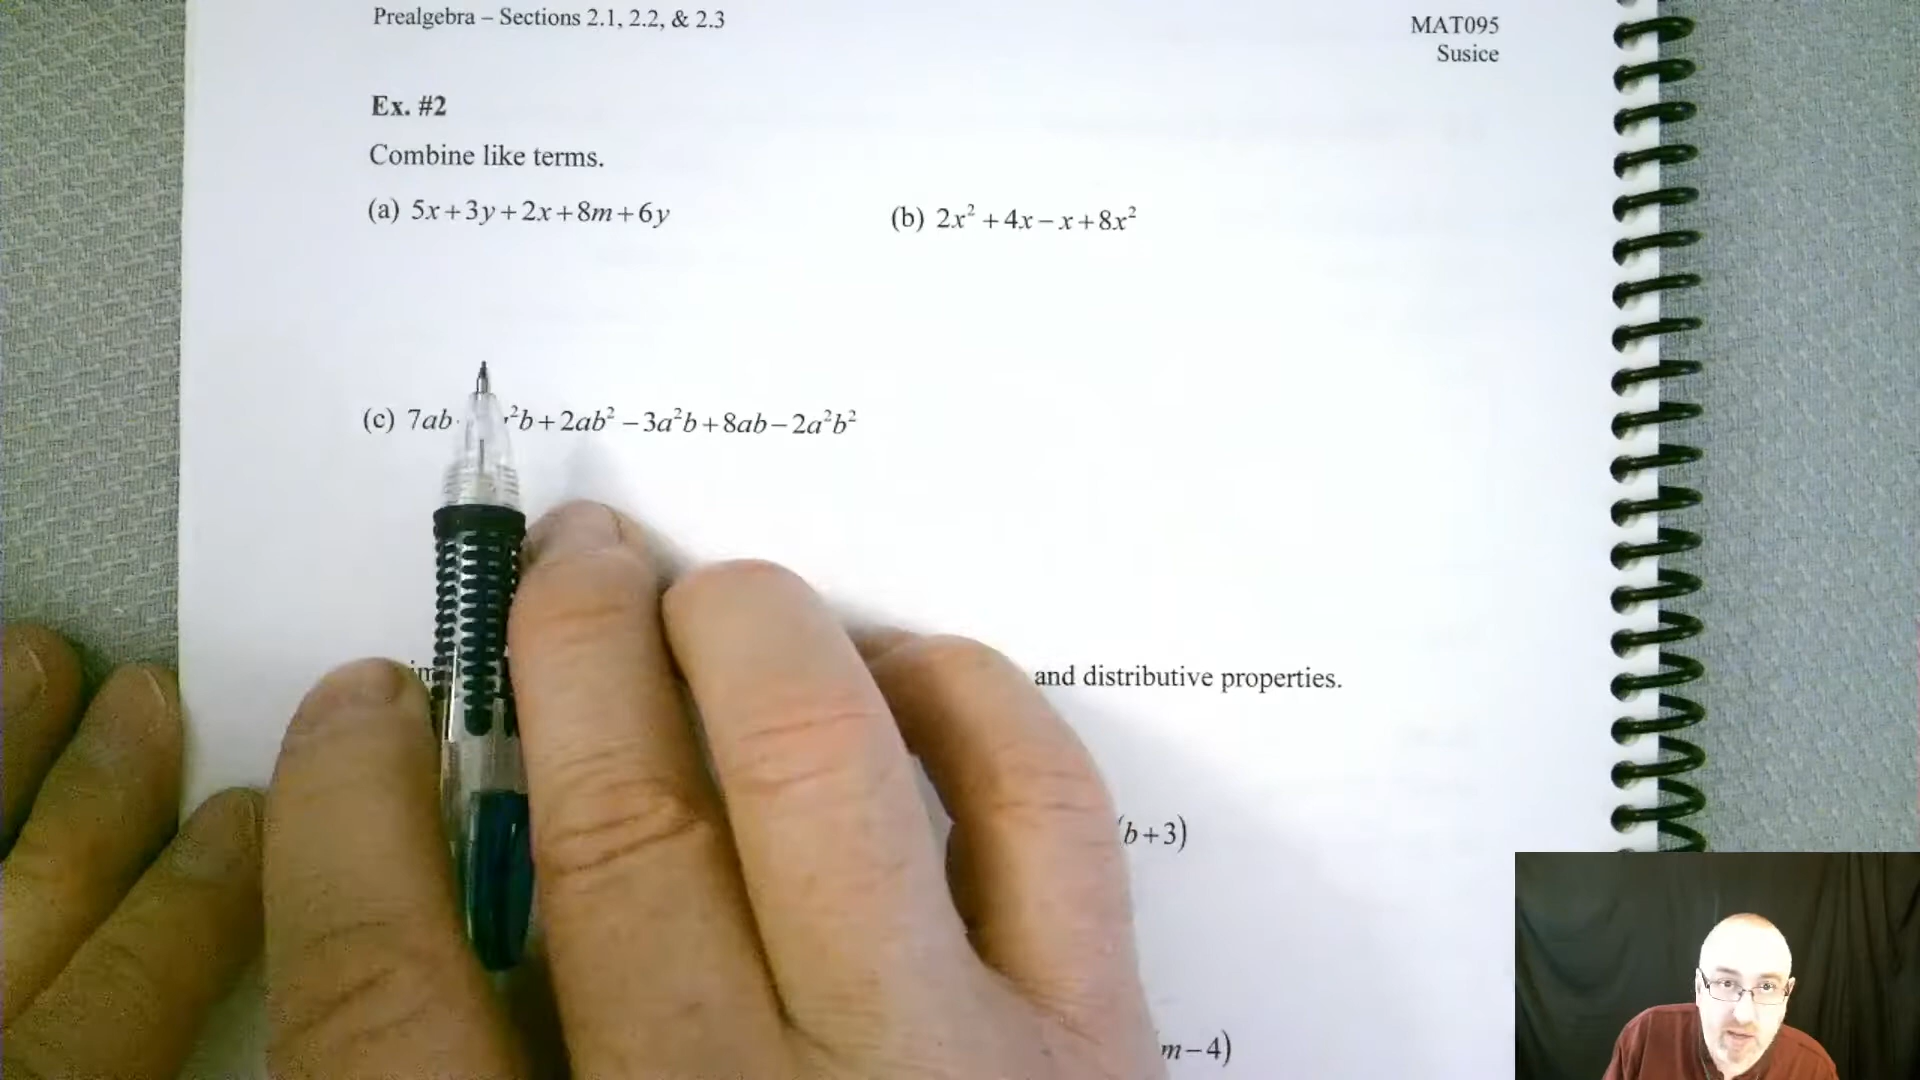 Prealgebra – Sections 2.1, 2.2, & 2.3
MAT095
Susice
Ex. #2
Combine like terms.
(a) 5x+3y+2x+8m+6y
(b) 2x²+4x−x+8x²
(c) 7ab ²b+2ab²−3a²b+8ab−2a²b²
and distributive properties.
b+3)
m−4)